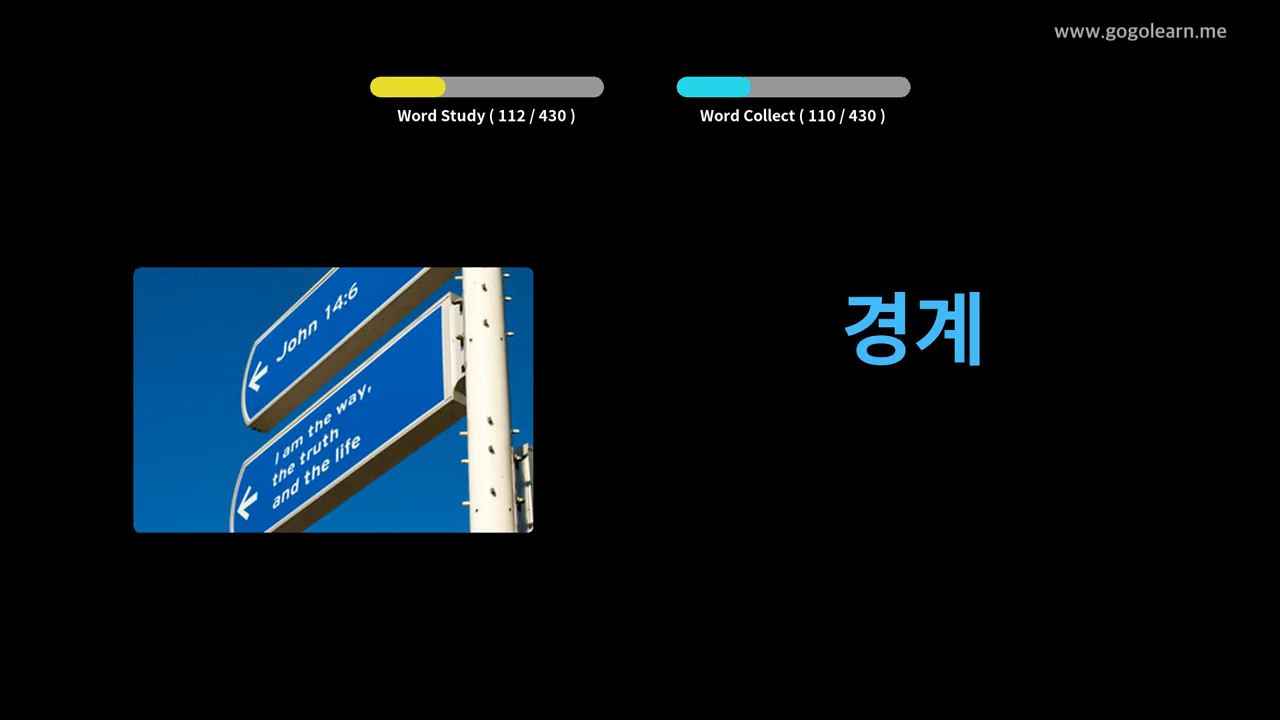 www.gogolearn.me
Word Study ( 112 / 430 )
Word Collect ( 110 / 430 )
John 14:6
I am the way,
the truth
and the life
경계